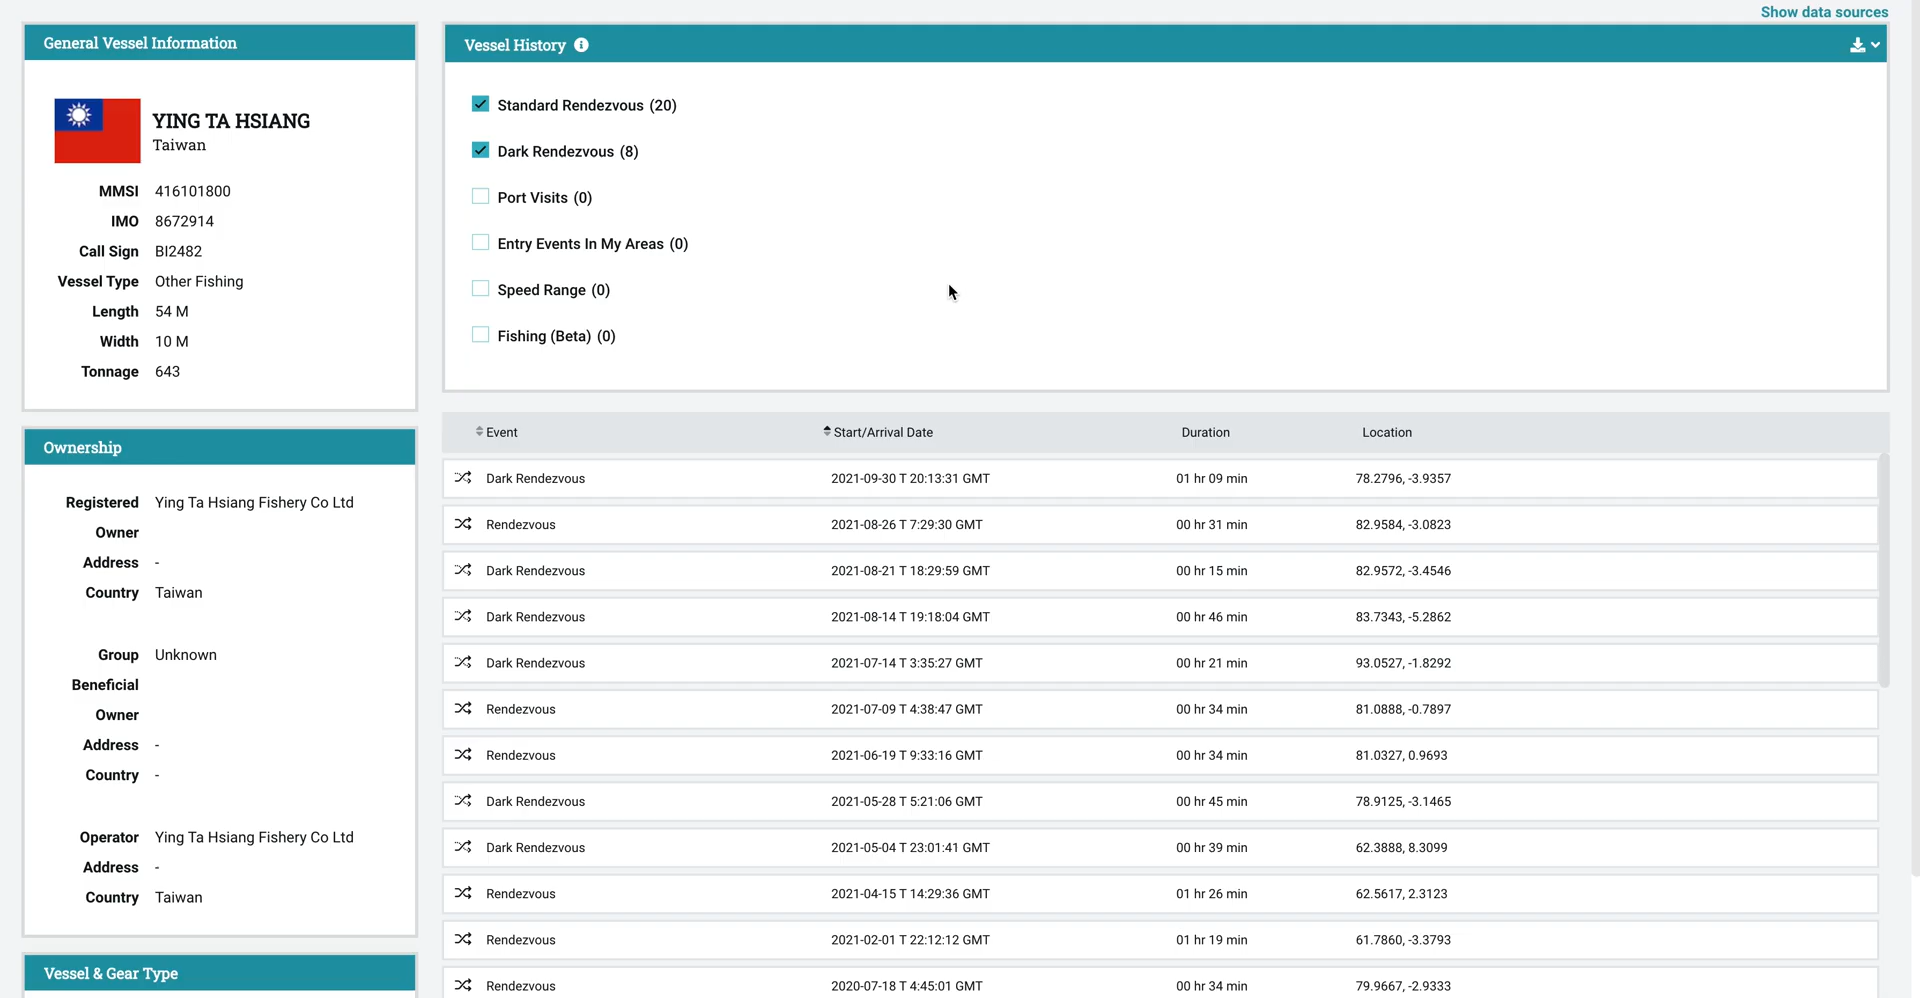 Show data sources
General Vessel Information
YING TA HSIANG
Taiwan
MMSI 416101800
IMO 8672914
Call Sign BI2482
Vessel Type Other Fishing
Length 54 M
Width 10 M
Tonnage 643
Ownership
Registered Ying Ta Hsiang Fishery Co Ltd
Owner
Address -
Country Taiwan
Group Unknown
Beneficial
Owner
Address -
Country -
Operator Ying Ta Hsiang Fishery Co Ltd
Address -
Country Taiwan
Vessel & Gear Type
Vessel History
Standard Rendezvous (20)
Dark Rendezvous (8)
Port Visits (0)
Entry Events In My Areas (0)
Speed Range (0)
Fishing (Beta) (0)
Event Start/Arrival Date Duration Location
Dark Rendezvous 2021-09-30 T 20:13:31 GMT 01 hr 09 min 78.2796, -3.9357
Rendezvous 2021-08-26 T 7:29:30 GMT 00 hr 31 min 82.9584, -3.0823
Dark Rendezvous 2021-08-21 T 18:29:59 GMT 00 hr 15 min 82.9572, -3.4546
Dark Rendezvous 2021-08-14 T 19:18:04 GMT 00 hr 46 min 83.7343, -5.2862
Dark Rendezvous 2021-07-14 T 3:35:27 GMT 00 hr 21 min 93.0527, -1.8292
Rendezvous 2021-07-09 T 4:38:47 GMT 00 hr 34 min 81.0888, -0.7897
Rendezvous 2021-06-19 T 9:33:16 GMT 00 hr 34 min 81.0327, 0.9693
Dark Rendezvous 2021-05-28 T 5:21:06 GMT 00 hr 45 min 78.9125, -3.1465
Dark Rendezvous 2021-05-04 T 23:01:41 GMT 00 hr 39 min 62.3888, 8.3099
Rendezvous 2021-04-15 T 14:29:36 GMT 01 hr 26 min 62.5617, 2.3123
Rendezvous 2021-02-01 T 22:12:12 GMT 01 hr 19 min 61.7860, -3.3793
Rendezvous 2020-07-18 T 4:45:01 GMT 00 hr 34 min 79.9667, -2.9333